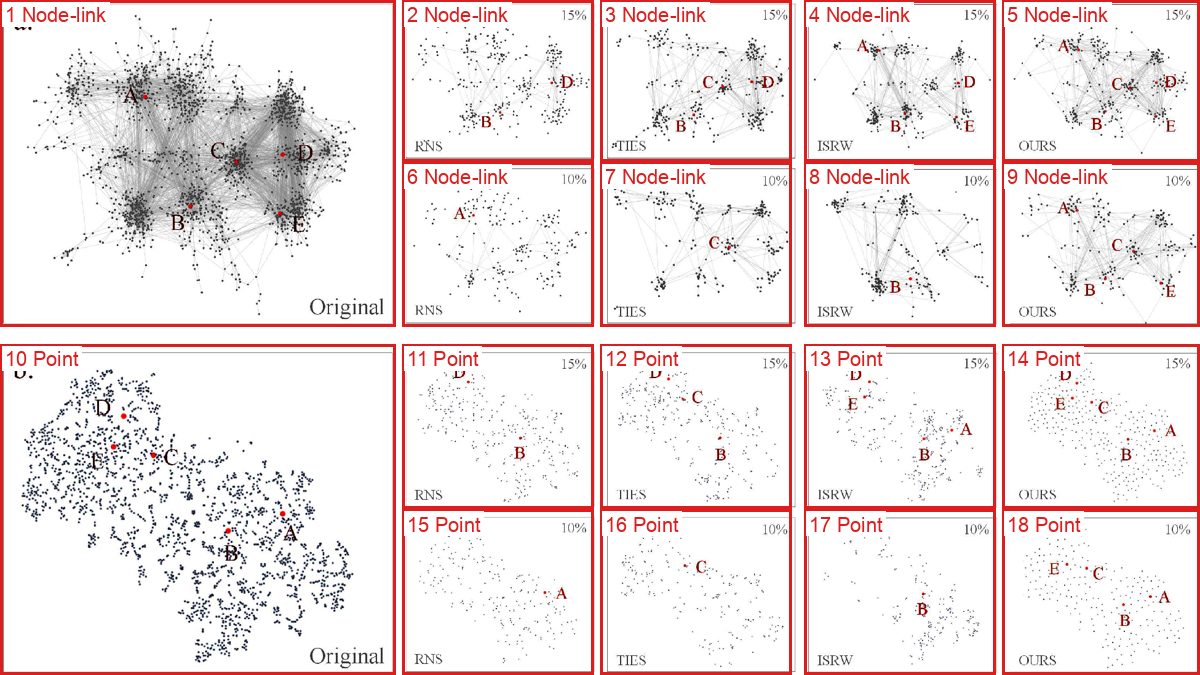 1 Node-link
A
C
D
B
E
Original
2 Node-link
15%
D
B
RNS
3 Node-link
15%
C
D
B
TIES
4 Node-link
15%
A
D
B
E
ISRW
5 Node-link
15%
A
C
D
B
E
OURS
6 Node-link
10%
A
RNS
7 Node-link
10%
C
TIES
8 Node-link
10%
B
ISRW
9 Node-link
10%
A
C
B
E
OURS
10 Point
D
E
C
A
B
Original
11 Point
15%
D
B
RNS
12 Point
15%
D
C
B
TIES
13 Point
15%
D
E
A
B
ISRW
14 Point
15%
D
E
C
A
B
OURS
15 Point
10%
A
RNS
16 Point
10%
C
TIES
17 Point
10%
B
ISRW
18 Point
10%
E
C
A
B
OURS